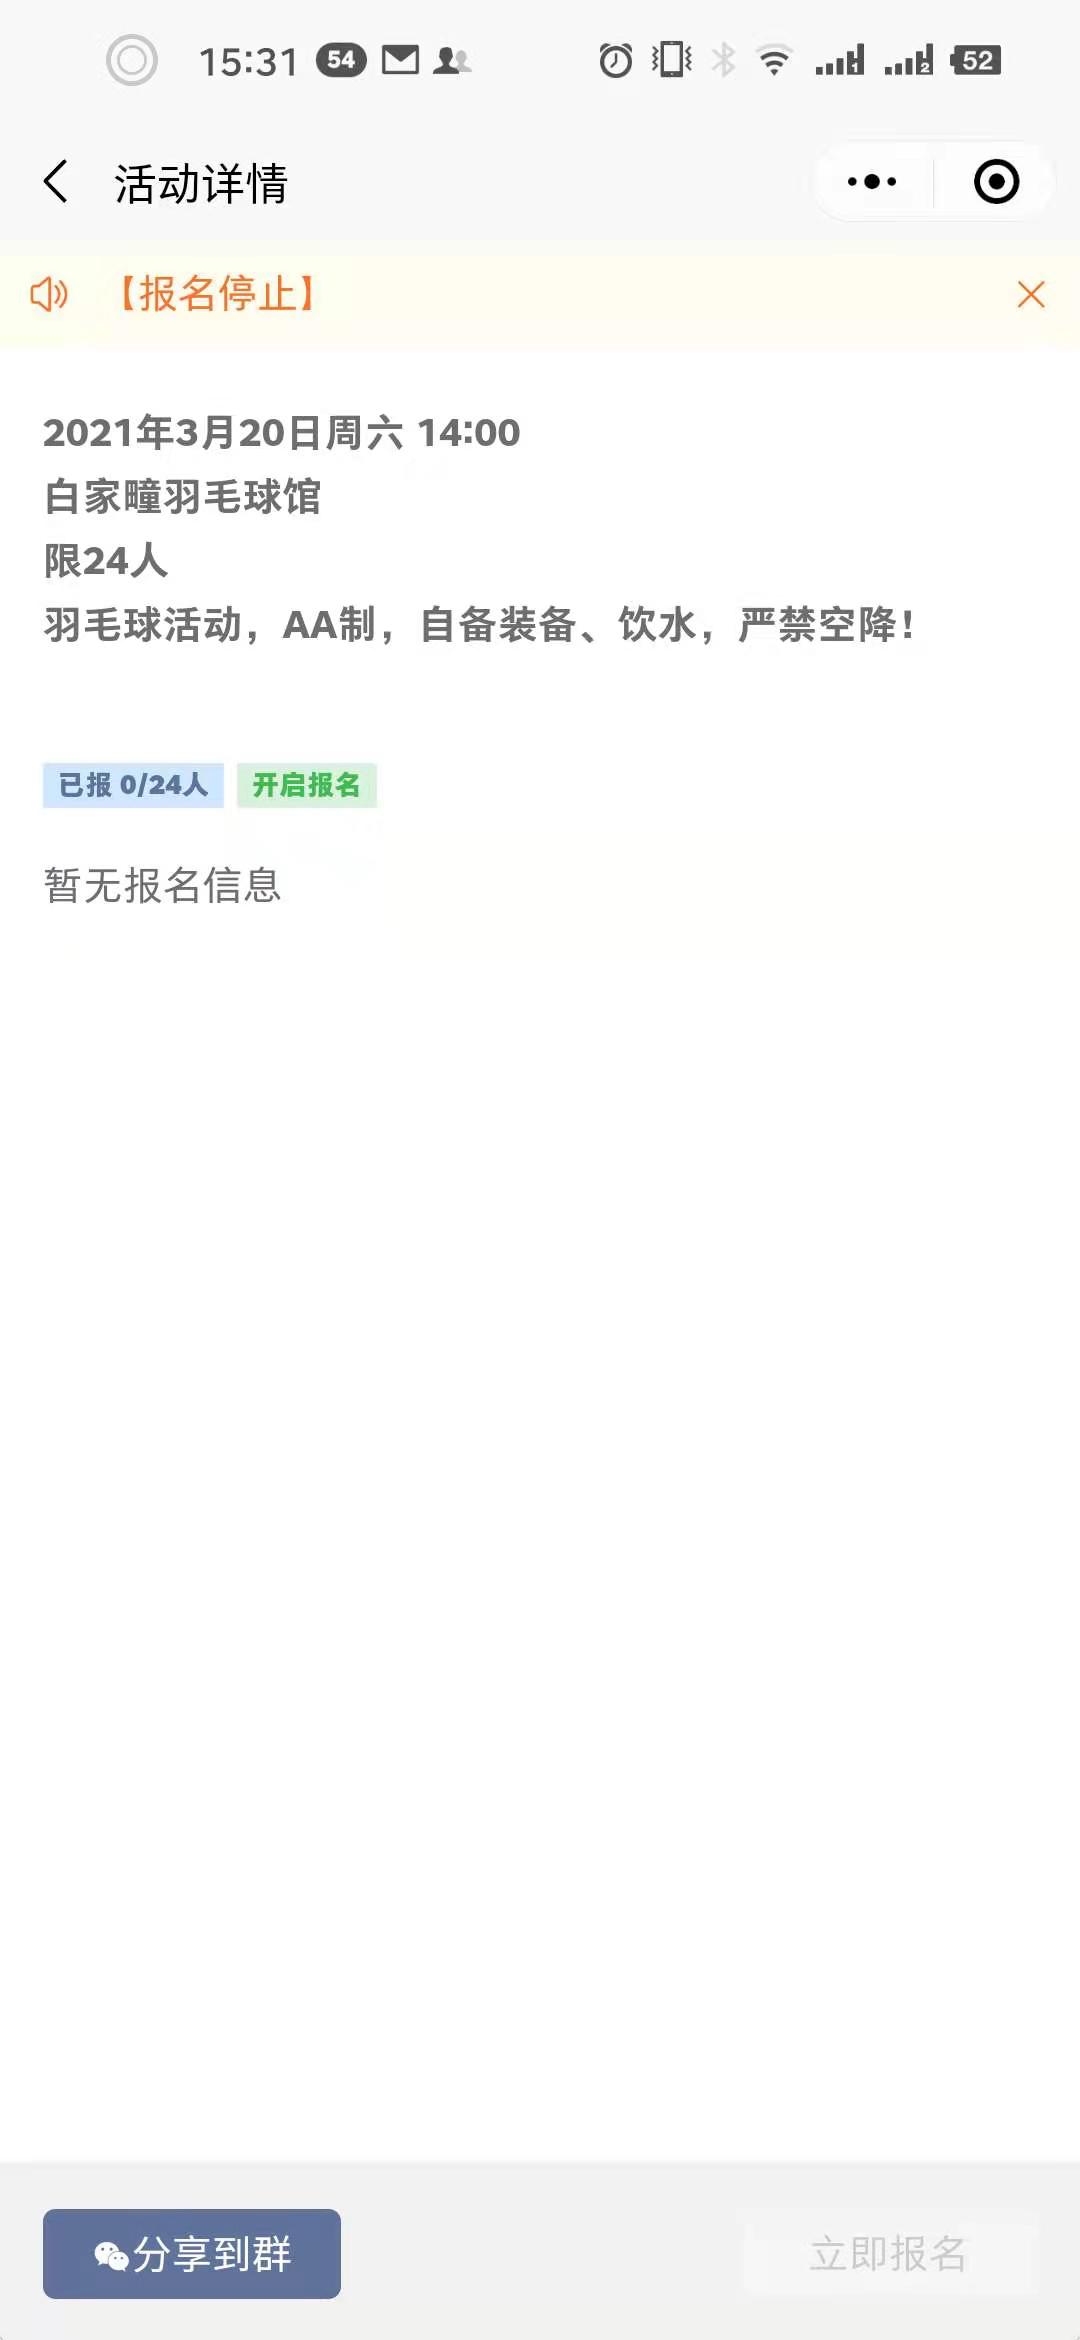 15:31 54 1 2 52
活动详情
【报名停止】
2021年3月20日周六 14:00
白家疃羽毛球馆
限24人
羽毛球活动，AA制，自备装备、饮水，严禁空降！
已报 0/24人 开启报名
暂无报名信息
分享到群 立即报名